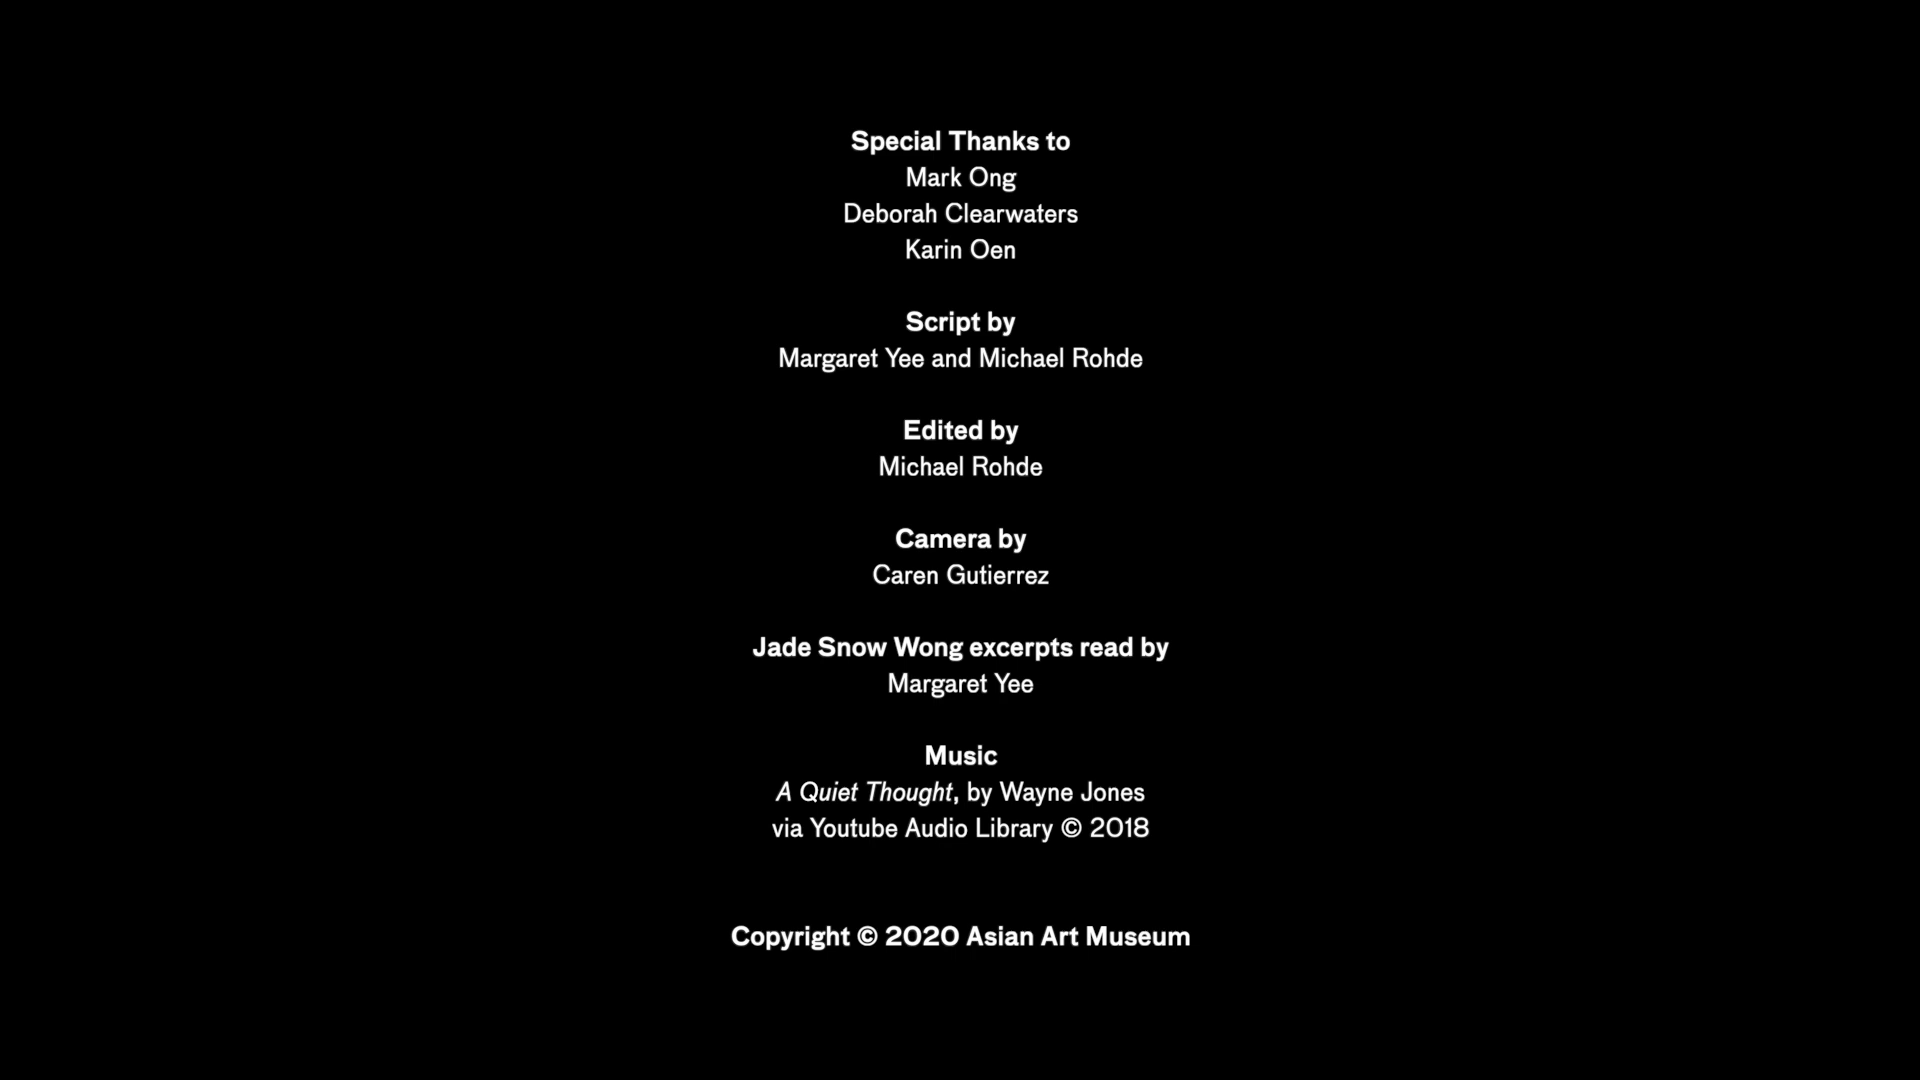 Special Thanks to
Mark Ong
Deborah Clearwaters
Karin Oen
Script by
Margaret Yee and Michael Rohde
Edited by
Michael Rohde
Camera by
Caren Gutierrez
Jade Snow Wong excerpts read by
Margaret Yee
Music
A Quiet Thought, by Wayne Jones
via Youtube Audio Library © 2018
Copyright © 2020 Asian Art Museum